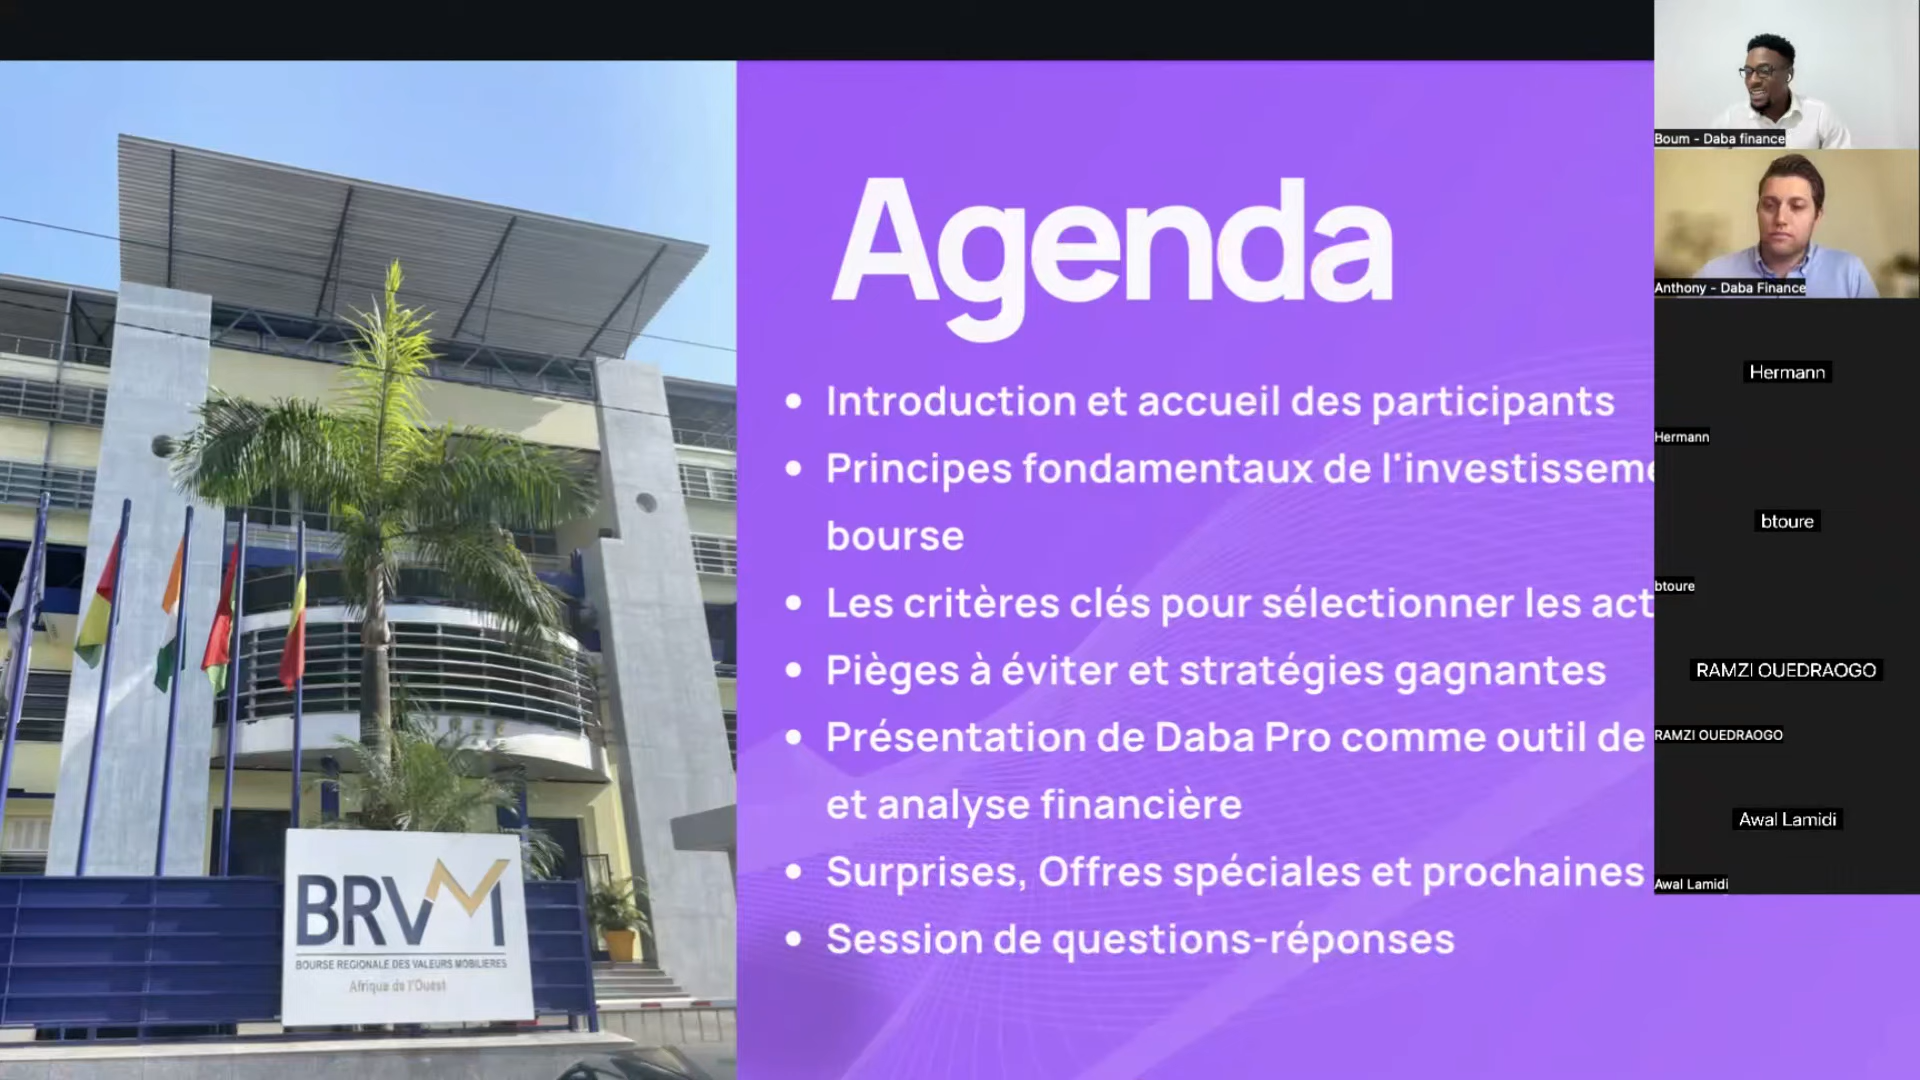 Agenda
Introduction et accueil des participants
Principes fondamentaux de l'investissem
bourse
Les critères clés pour sélectionner les act
Pièges à éviter et stratégies gagnantes
Présentation de Daba Pro comme outil de
et analyse financière
Surprises, Offres spéciales et prochaines
Session de questions-réponses
BRVM
BOURSE REGIONALE DES VALEURS MOBILIERES
Afrique de l'Ouest
Boum - Daba finance
Anthony - Daba Finance
Hermann
Hermann
btoure
btoure
RAMZI OUEDRAOGO
RAMZI OUEDRAOGO
Awal Lamidi
Awal Lamidi